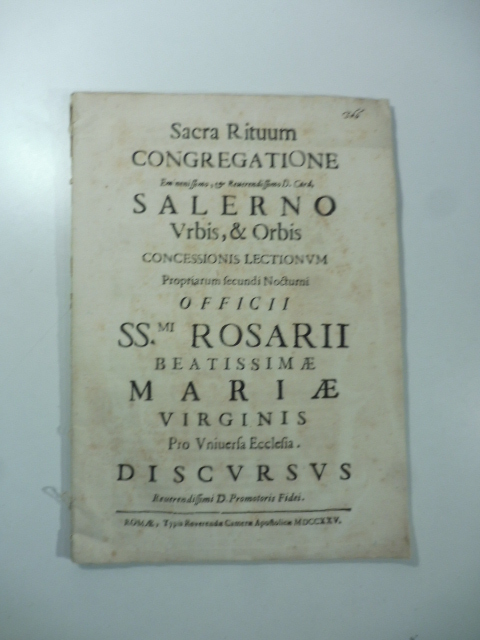 Sacra Rituum
CONGREGATIONE
Eminentissimo, & Reuerendissimo D. Card.
SALERNO
Vrbis, & Orbis
CONCESSIONIS LECTIONVM
Propriarum secundi Nocturni
OFFICII
SS.MI ROSARII
BEATISSIMÆ
MARIÆ
VIRGINIS
Pro Vniuersa Ecclesia.
DISCVRSVS
Reuerendissimi D. Promotoris Fidei.
ROMÆ, Typis Reuerendæ Cameræ Apostolicæ MDCCXXV.